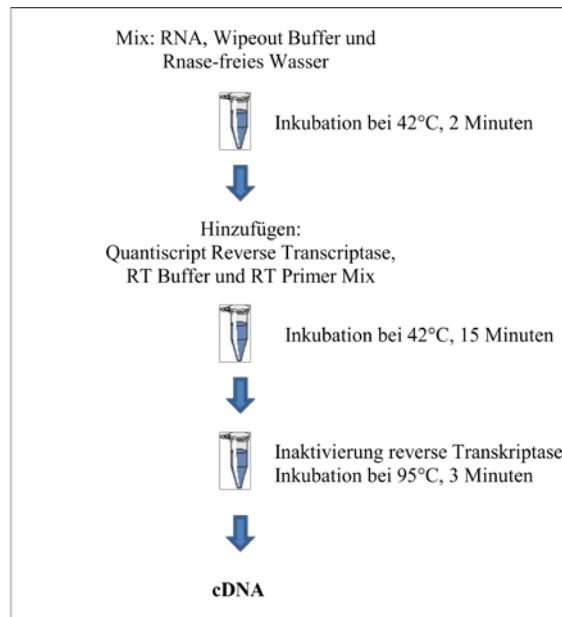 Mix: RNA, Wipeout Buffer und
Rnase-freies Wasser
Inkubation bei 42°C, 2 Minuten
Hinzufügen:
Quantiscript Reverse Transcriptase,
RT Buffer und RT Primer Mix
Inkubation bei 42°C, 15 Minuten
Inaktivierung reverse Transkriptase
Inkubation bei 95°C, 3 Minuten
cDNA